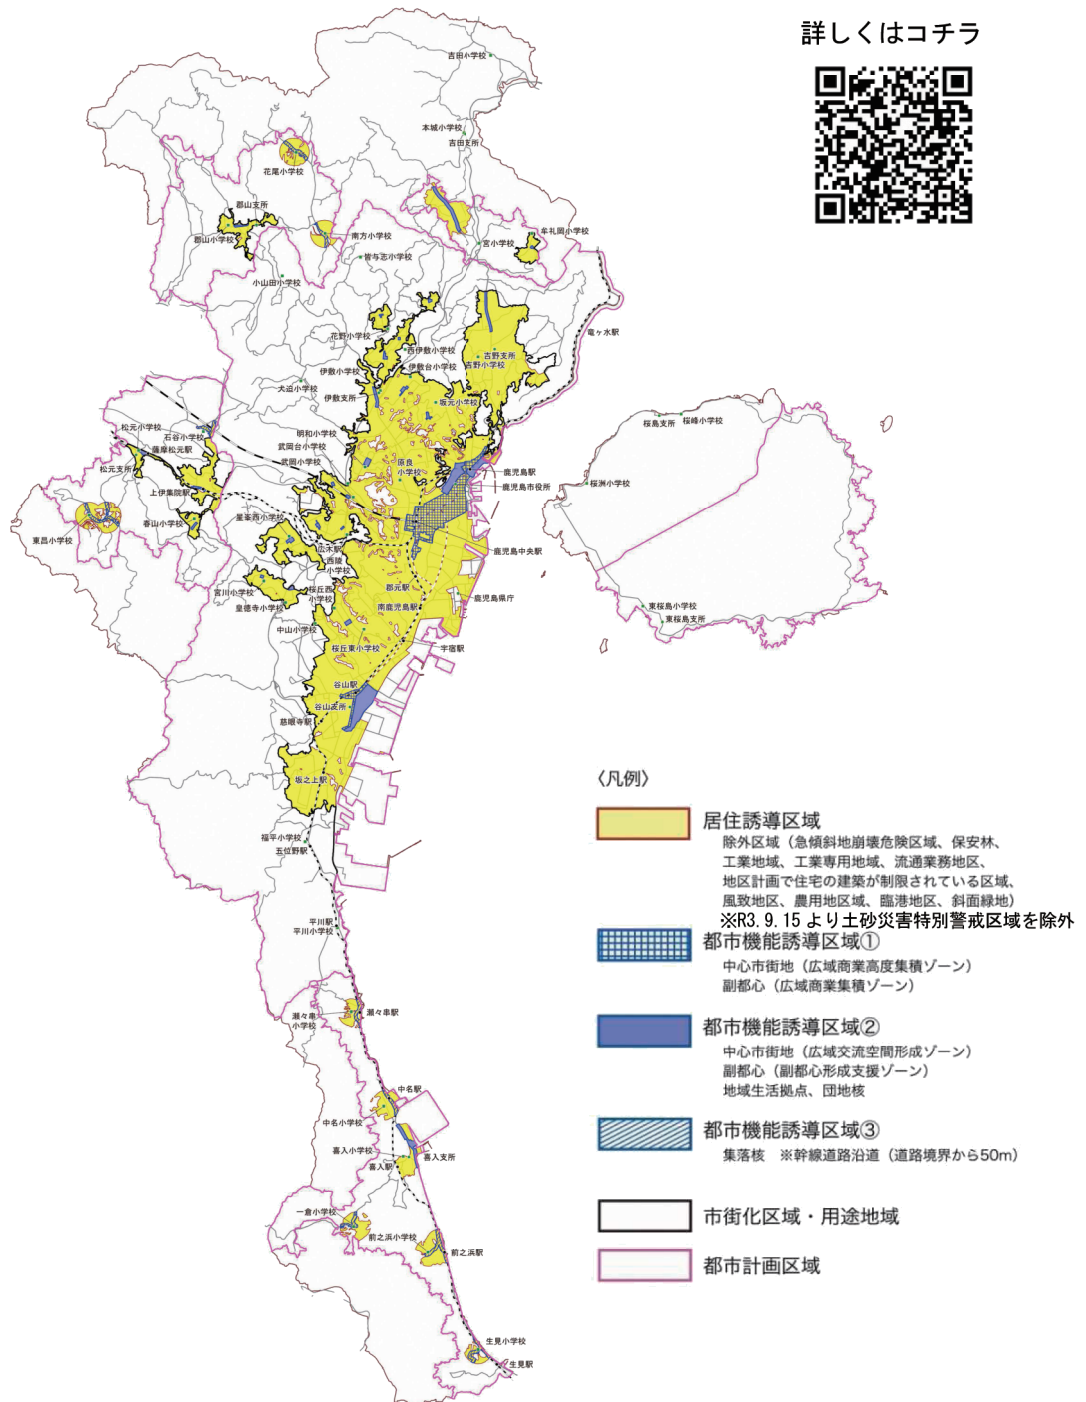 詳しくはコチラ
吉田小学校
本城小学校
吉田支所
花尾小学校
郡山支所
郡山小学校
南方小学校
牟礼岡小学校
宮小学校
皆与志小学校
小山田小学校
竜ヶ水駅
花野小学校
西伊敷小学校
吉野支所
吉野小学校
伊敷小学校
伊敷台小学校
犬迫小学校
伊敷支所
坂元小学校
桜島支所
桜峰小学校
松元小学校
石谷小学校
薩摩松元駅
明和小学校
武岡台小学校
武岡小学校
原良
小学校
松元支所
鹿児島駅
鹿児島市役所
桜洲小学校
上伊集院駅
春山小学校
星峯西小学校
東昌小学校
広木駅
西陵
小学校
鹿児島中央駅
宮川小学校
皇徳寺小学校
桜丘西
小学校
郡元駅
南鹿児島駅
鹿児島県庁
東桜島小学校
東桜島支所
中山小学校
桜丘東小学校
宇宿駅
谷山駅
谷山支所
慈眼寺駅
坂之上駅
福平小学校
五位野駅
平川駅
平川小学校
瀬々串
小学校
瀬々串駅
中名駅
中名小学校
喜入小学校
喜入支所
喜入駅
一倉小学校
前之浜小学校
前之浜駅
生見小学校
生見駅
〈凡例〉
居住誘導区域
除外区域（急傾斜地崩壊危険区域、保安林、
工業地域、工業専用地域、流通業務地区、
地区計画で住宅の建築が制限されている区域、
風致地区、農用地区域、臨港地区、斜面緑地）
※R3.9.15より土砂災害特別警戒区域を除外
都市機能誘導区域①
中心市街地（広域商業高度集積ゾーン）
副都心（広域商業集積ゾーン）
都市機能誘導区域②
中心市街地（広域交流空間形成ゾーン）
副都心（副都心形成支援ゾーン）
地域生活拠点、団地核
都市機能誘導区域③
集落核　※幹線道路沿道（道路境界から50m）
市街化区域・用途地域
都市計画区域